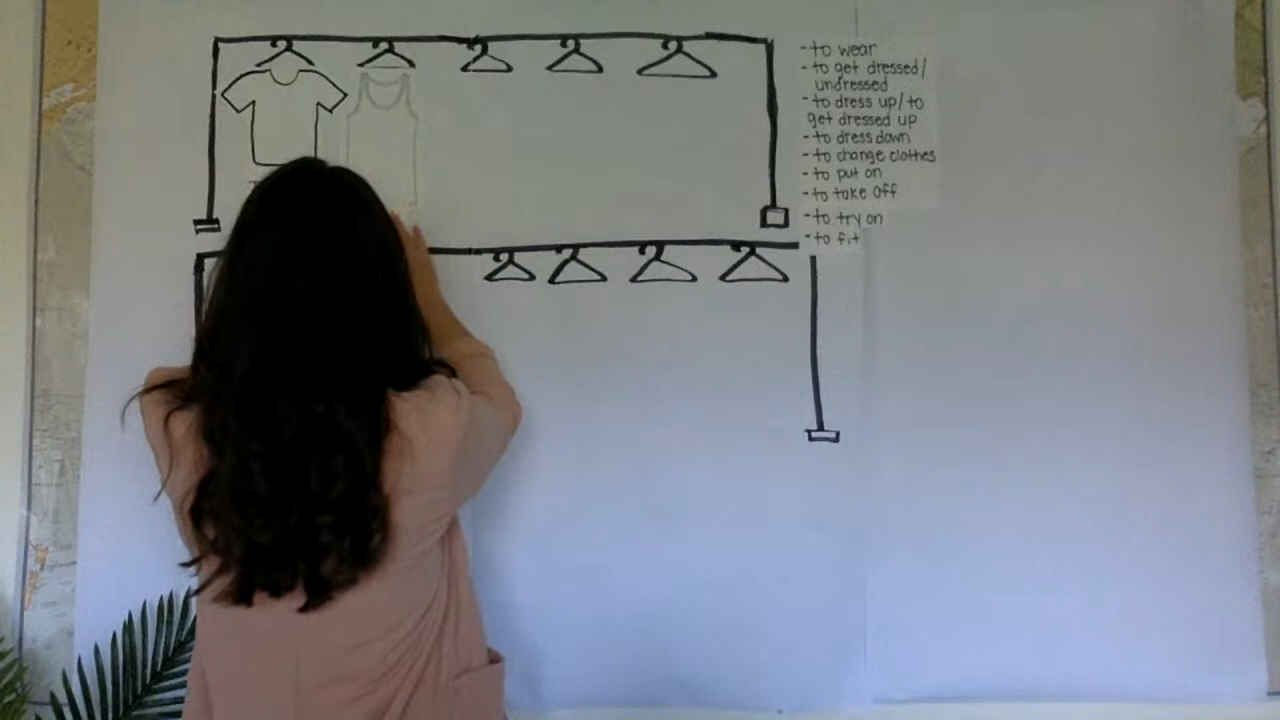 - to wear
- to get dressed/
undressed
- to dress up/to
get dressed up
- to dress down
- to change clothes
- to put on
- to take off
- to try on
- to fit